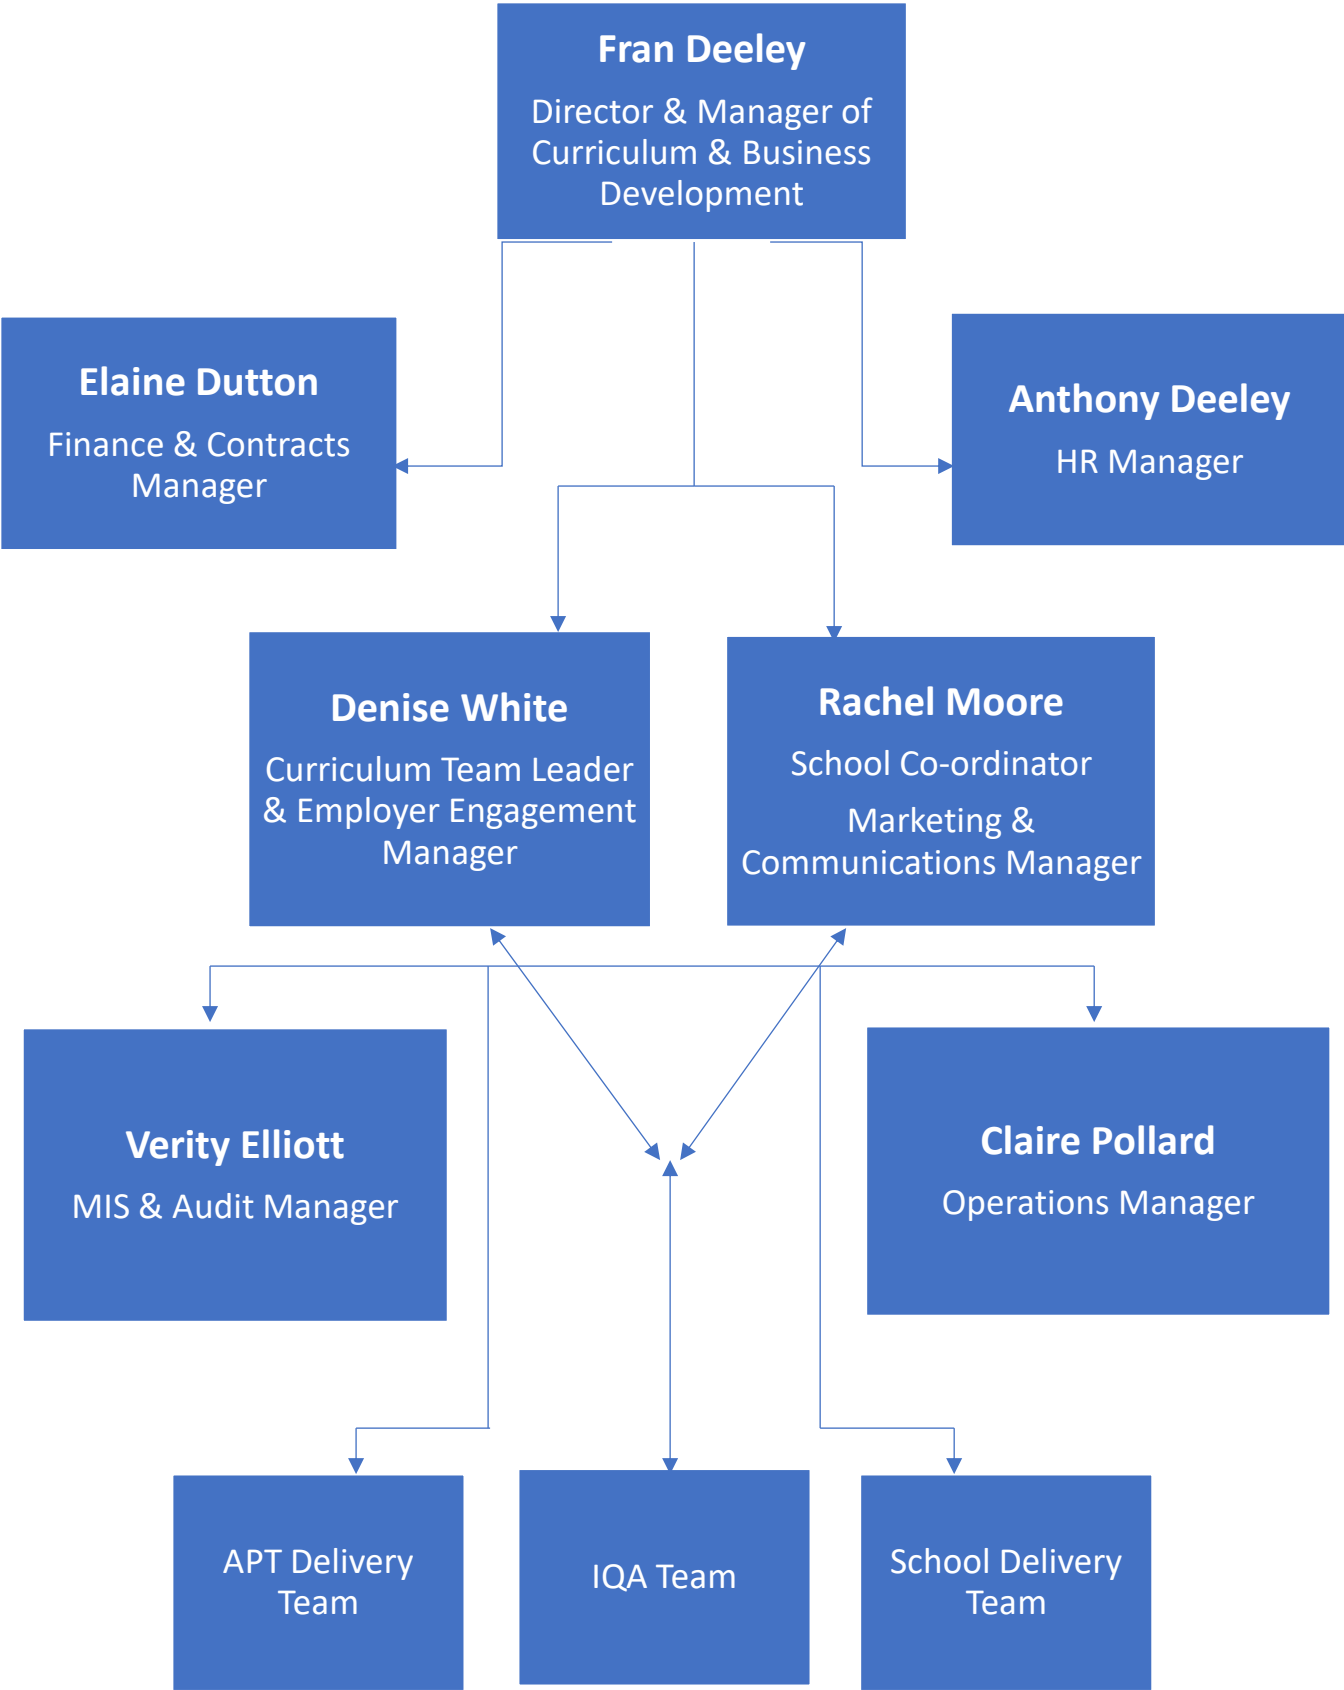 Fran Deeley
Director & Manager of
Curriculum & Business
Development
Elaine Dutton
Finance & Contracts
Manager
Anthony Deeley
HR Manager
Denise White
Curriculum Team Leader
& Employer Engagement
Manager
Rachel Moore
School Co-ordinator
Marketing &
Communications Manager
Verity Elliott
MIS & Audit Manager
Claire Pollard
Operations Manager
APT Delivery
Team
IQA Team
School Delivery
Team